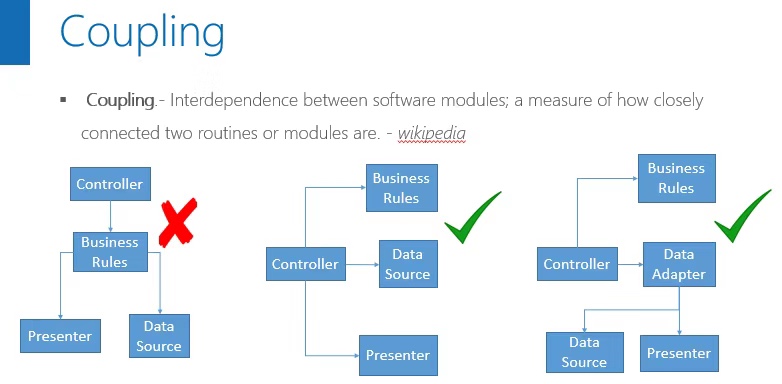 Coupling
▪ Coupling.- Interdependence between software modules; a measure of how closely
connected two routines or modules are. - wikipedia
Controller
Business
Rules
Presenter
Data
Source
Controller
Business
Rules
Data
Source
Presenter
Controller
Business
Rules
Data
Adapter
Data
Source
Presenter